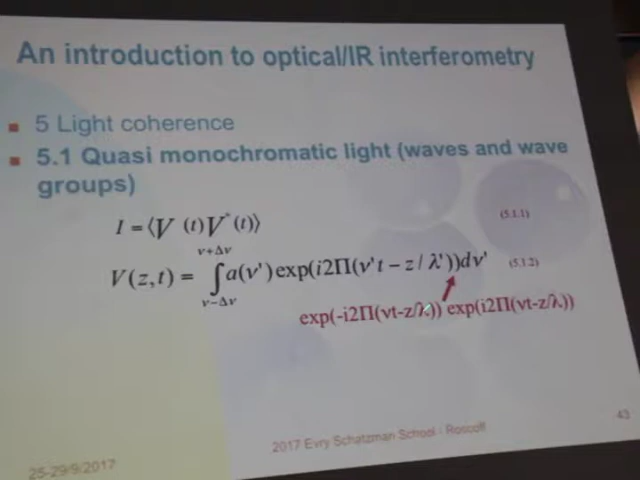 An introduction to optical/IR interferometry
5 Light coherence
5.1 Quasi monochromatic light (waves and wave
groups)
I = ⟨V (t)V*(t)⟩ (5.1.1)
V(z,t) = ∫_{ν−Δν}^{ν+Δν} a(ν')exp(i2Π(ν't − z / λ'))dν' (5.1.2)
exp(-i2Π(νt-z/λ)) exp(i2Π(νt-z/λ))
2017 Evry Schatzman School - Roscoff
43
25-29/9/2017